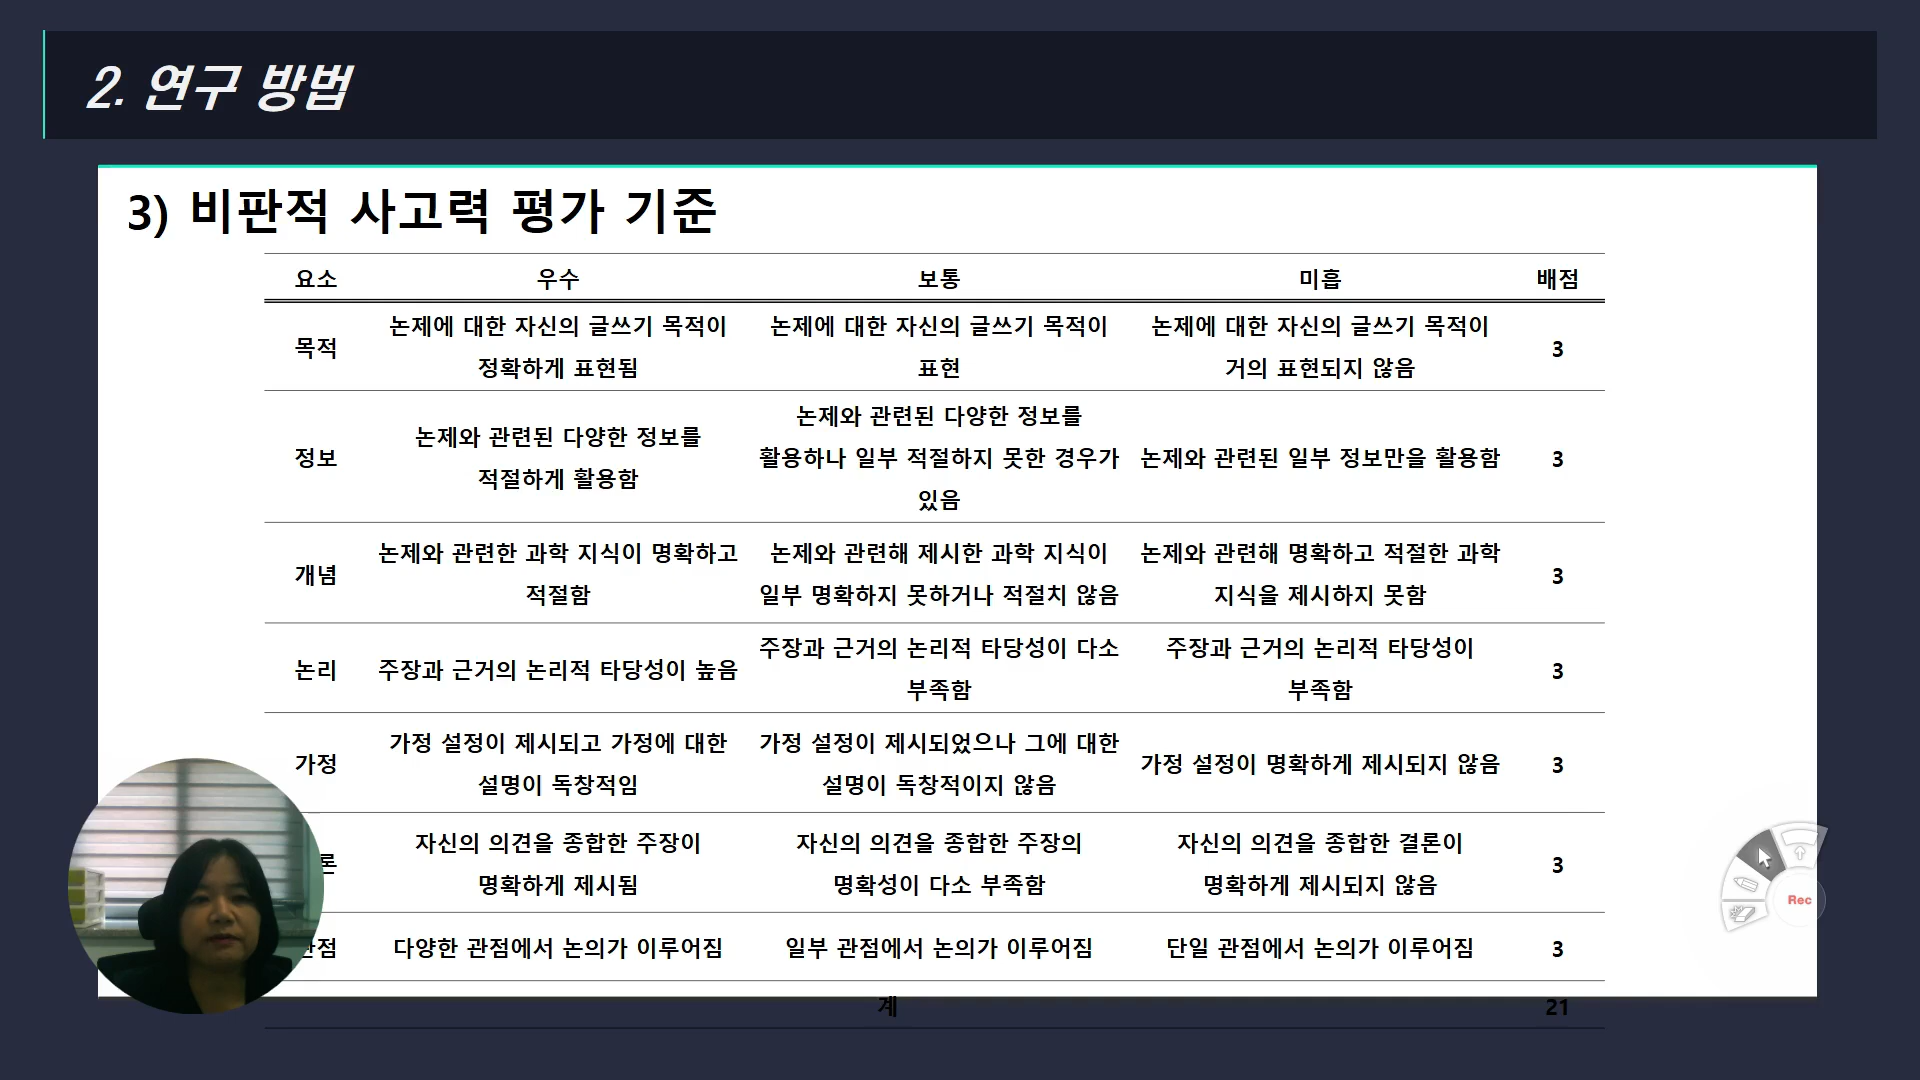 2. 연구 방법
3) 비판적 사고력 평가 기준
요소 우수 보통 미흡 배점
목적
논제에 대한 자신의 글쓰기 목적이
정확하게 표현됨
논제에 대한 자신의 글쓰기 목적이
표현
논제에 대한 자신의 글쓰기 목적이
거의 표현되지 않음
3
정보
논제와 관련된 다양한 정보를
적절하게 활용함
논제와 관련된 다양한 정보를
활용하나 일부 적절하지 못한 경우가
있음
논제와 관련된 일부 정보만을 활용함
3
개념
논제와 관련한 과학 지식이 명확하고
적절함
논제와 관련해 제시한 과학 지식이
일부 명확하지 못하거나 적절치 않음
논제와 관련해 명확하고 적절한 과학
지식을 제시하지 못함
3
논리
주장과 근거의 논리적 타당성이 높음
주장과 근거의 논리적 타당성이 다소
부족함
주장과 근거의 논리적 타당성이
부족함
3
가정
가정 설정이 제시되고 가정에 대한
설명이 독창적임
가정 설정이 제시되었으나 그에 대한
설명이 독창적이지 않음
가정 설정이 명확하게 제시되지 않음
3
론
자신의 의견을 종합한 주장이
명확하게 제시됨
자신의 의견을 종합한 주장의
명확성이 다소 부족함
자신의 의견을 종합한 결론이
명확하게 제시되지 않음
3
점
다양한 관점에서 논의가 이루어짐
일부 관점에서 논의가 이루어짐
단일 관점에서 논의가 이루어짐
3
계 21
Rec